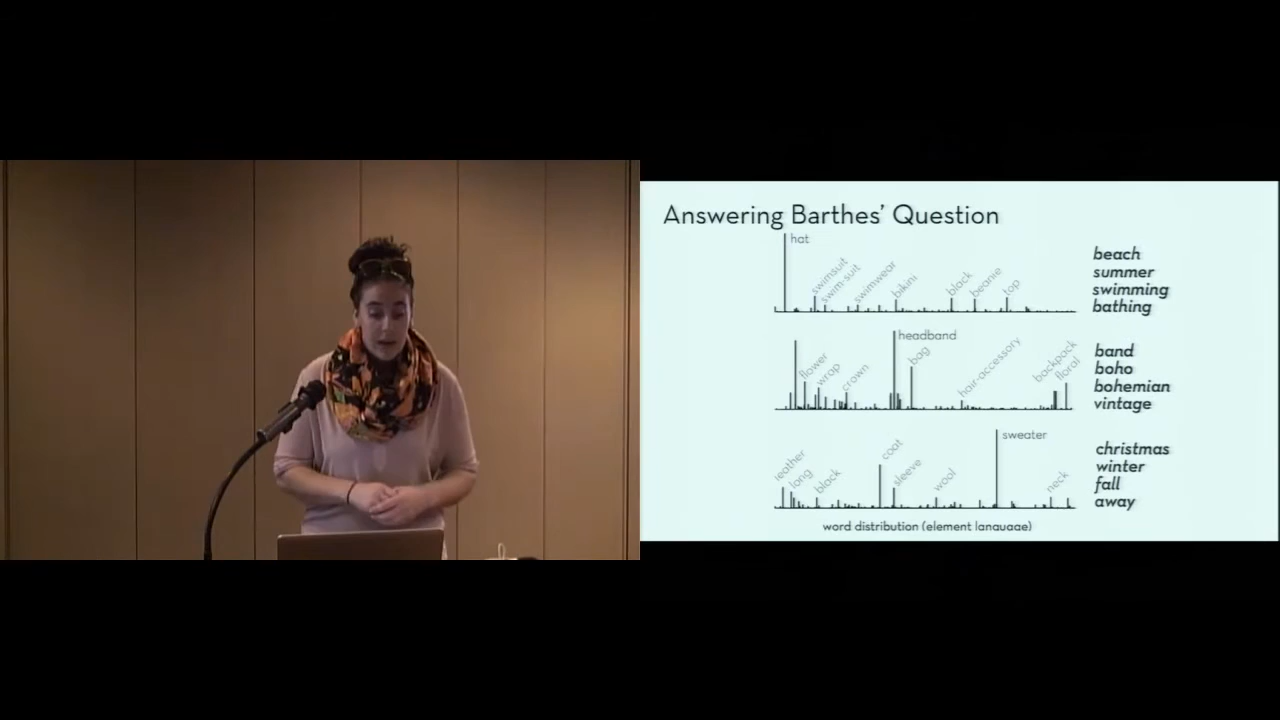 Answering Barthes' Question
hat
swimsuit
swim-suit
swimwear
bikini
black
beanie
top
beach
summer
swimming
bathing
headband
flower
wrap
crown
bag
hair-accessory
backpack
floral
band
boho
bohemian
vintage
sweater
leather
long
black
coat
sleeve
wool
neck
christmas
winter
fall
away
word distribution (element language)